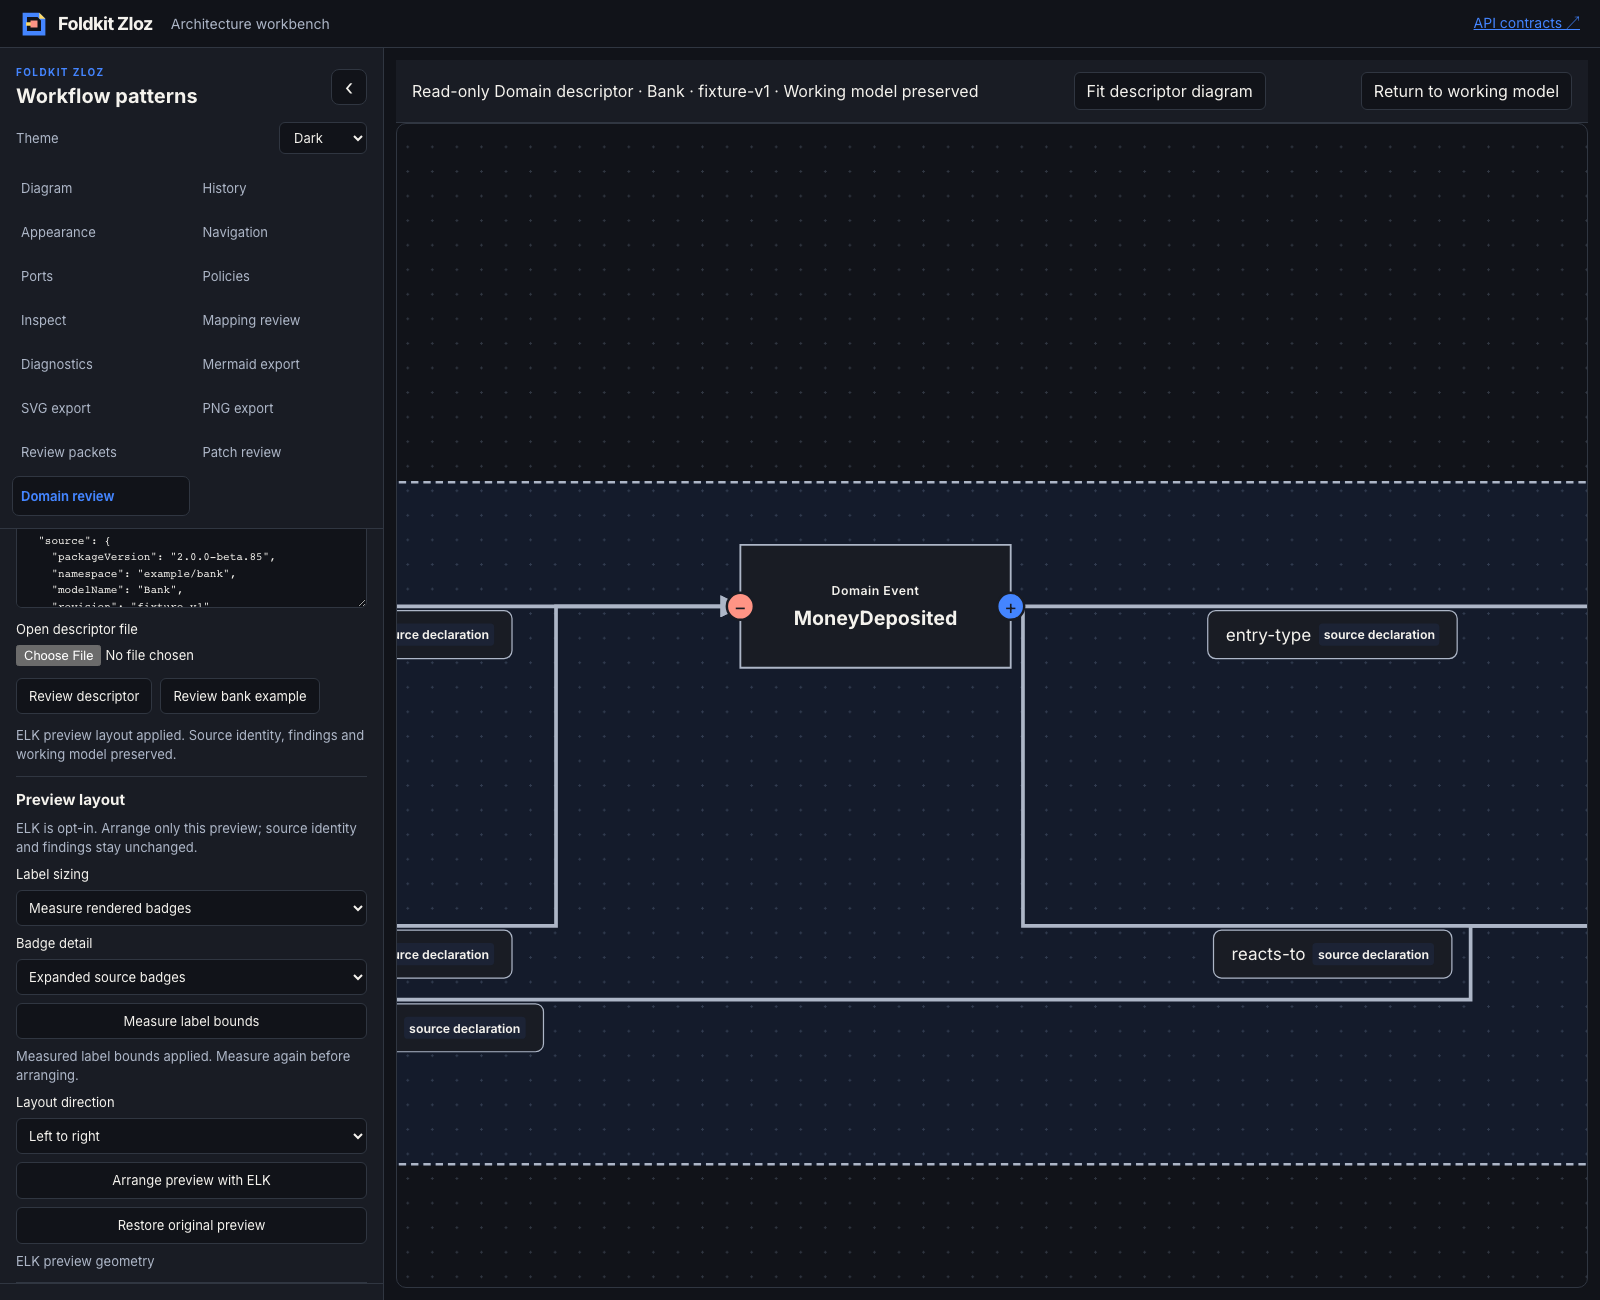 Foldkit Zloz
Architecture workbench
API contracts ↗
FOLDKIT ZLOZ
Workflow patterns
Theme
Dark
Diagram
History
Appearance
Navigation
Ports
Policies
Inspect
Mapping review
Diagnostics
Mermaid export
SVG export
PNG export
Review packets
Patch review
Domain review
"source": {
"packageVersion": "2.0.0-beta.85",
"namespace": "example/bank",
"modelName": "Bank",
"revision": "fixture-v1"
Open descriptor file
Choose File No file chosen
Review descriptor
Review bank example
ELK preview layout applied. Source identity, findings and
working model preserved.
Preview layout
ELK is opt-in. Arrange only this preview; source identity
and findings stay unchanged.
Label sizing
Measure rendered badges
Badge detail
Expanded source badges
Measure label bounds
Measured label bounds applied. Measure again before
arranging.
Layout direction
Left to right
Arrange preview with ELK
Restore original preview
ELK preview geometry
Read-only Domain descriptor · Bank · fixture-v1 · Working model preserved
Fit descriptor diagram
Return to working model
Domain Event
MoneyDeposited
−
+
urce declaration
entry-type source declaration
urce declaration
reacts-to source declaration
source declaration